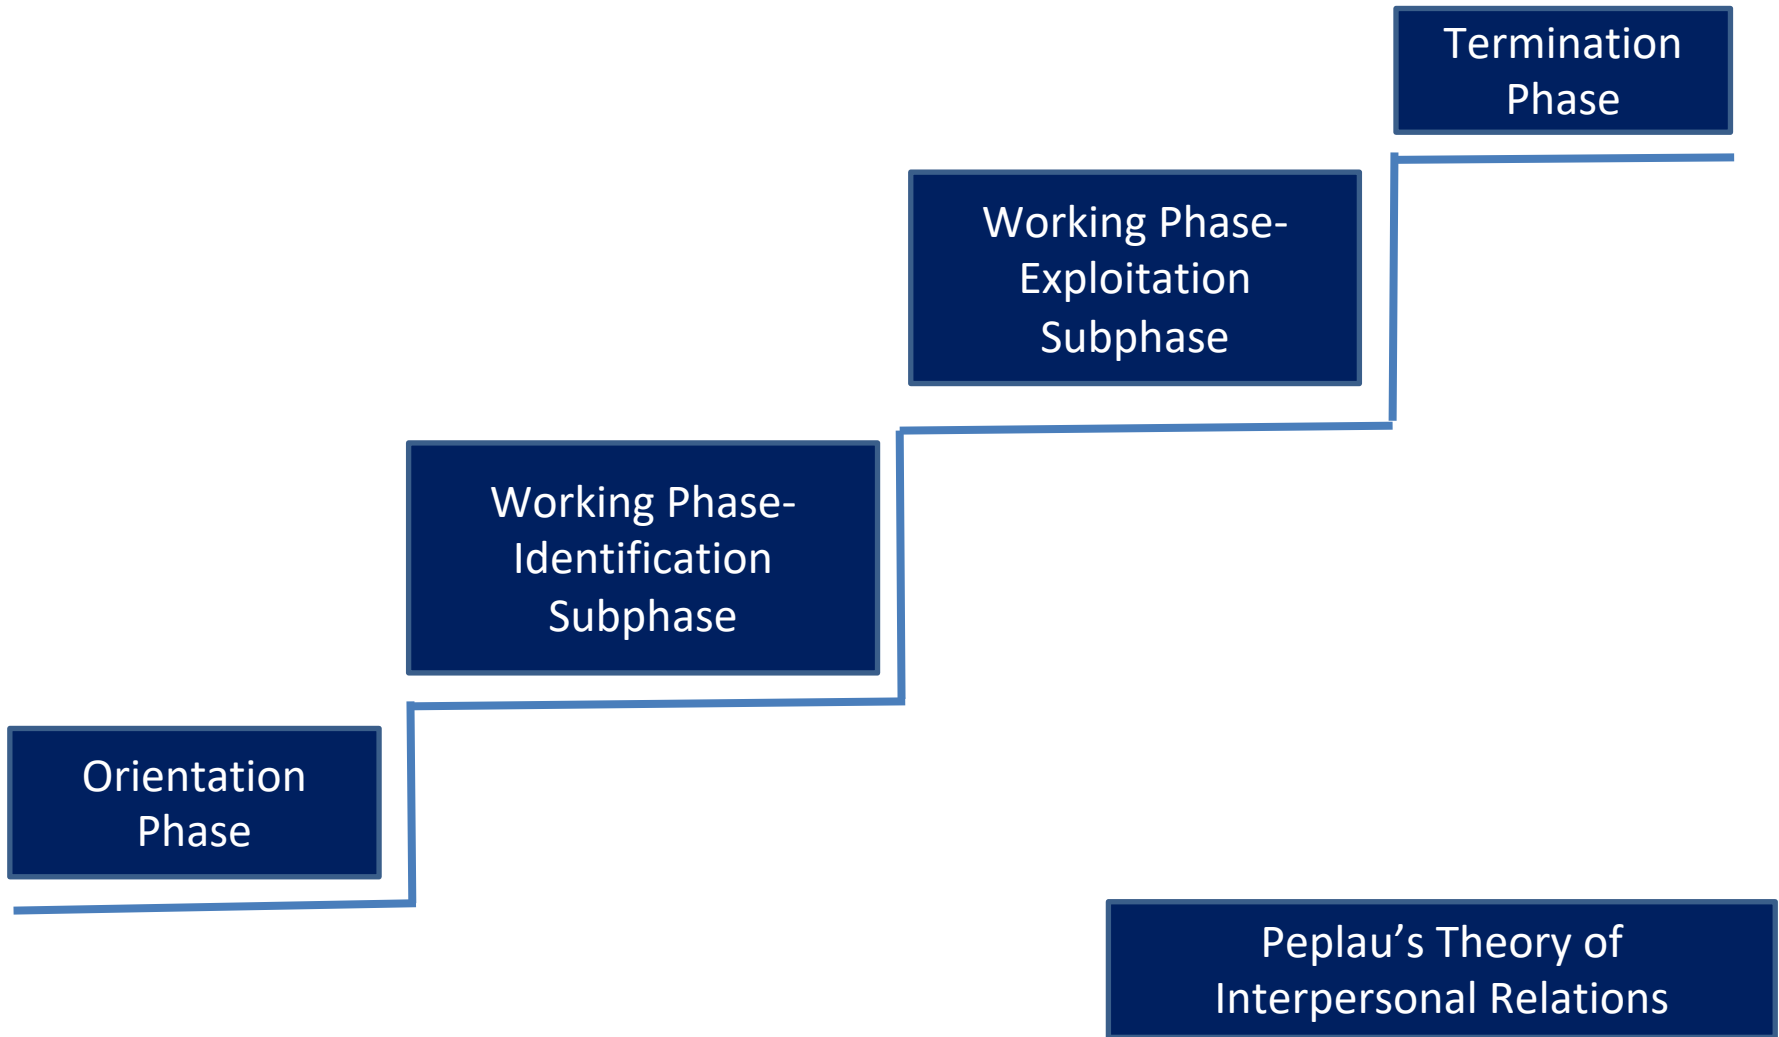 Termination
Phase
Working Phase-
Exploitation
Subphase
Working Phase-
Identification
Subphase
Orientation
Phase
Peplau’s Theory of
Interpersonal Relations